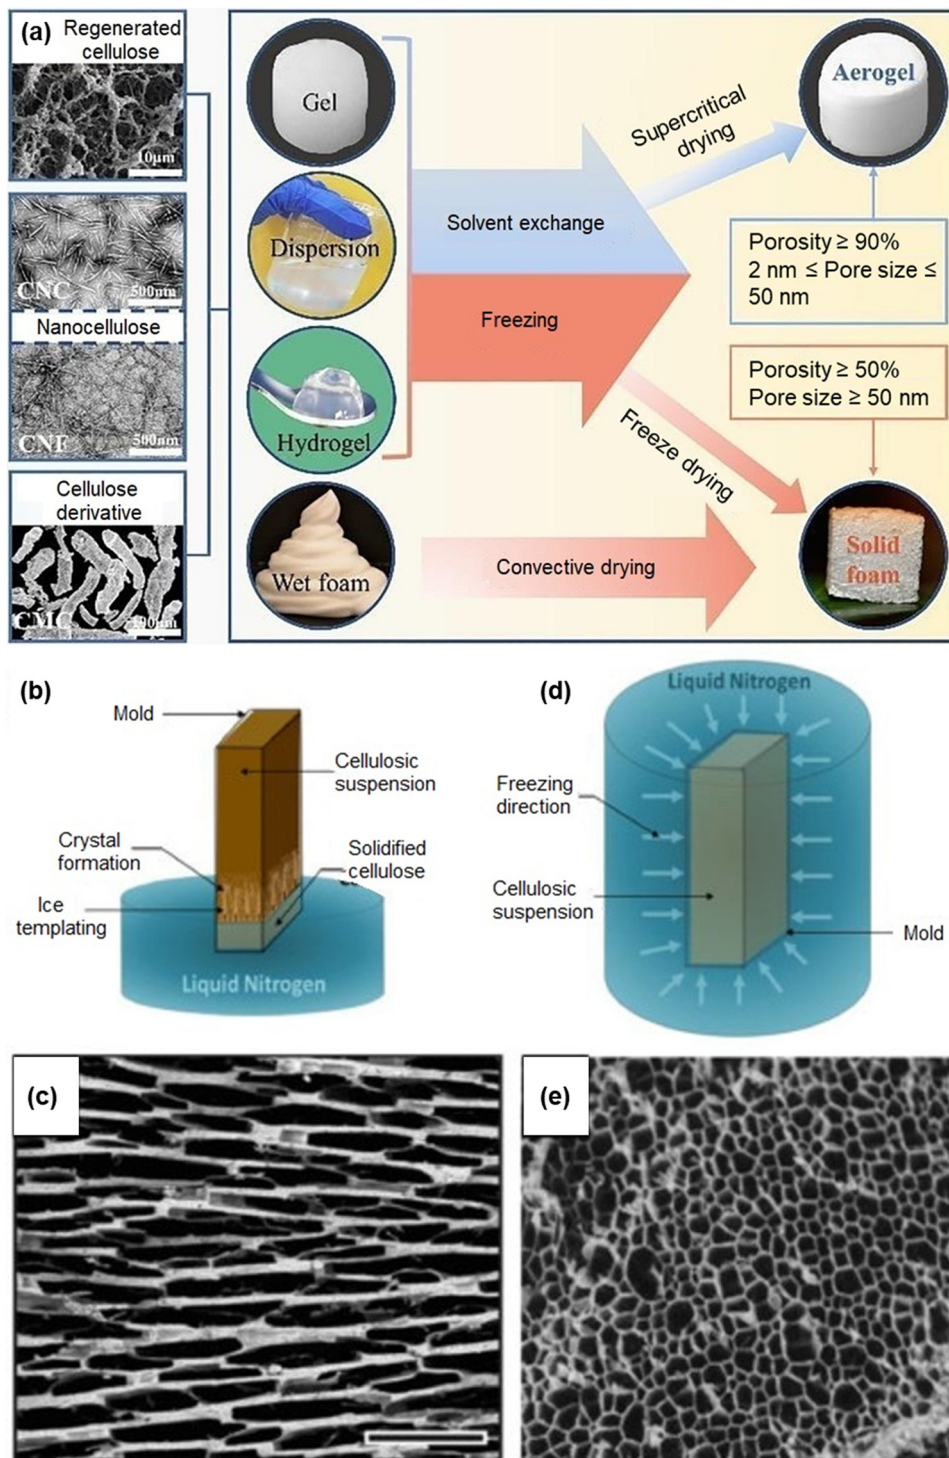 (a)
Regenerated
cellulose
10μm
CNC
500nm
Nanocellulose
CNF
500nm
Cellulose
derivative
CMC
100μm
Gel
Dispersion
Hydrogel
Wet foam
Solvent exchange
Freezing
Supercritical
drying
Freeze drying
Convective drying
Aerogel
Porosity ≥ 90%
2 nm ≤ Pore size ≤
50 nm
Porosity ≥ 50%
Pore size ≥ 50 nm
Solid
foam
(b)
Mold
Cellulosic
suspension
Crystal
formation
Solidified
cellulose
Ice
templating
Liquid Nitrogen
(d)
Liquid Nitrogen
Freezing
direction
Cellulosic
suspension
Mold
(c)
(e)